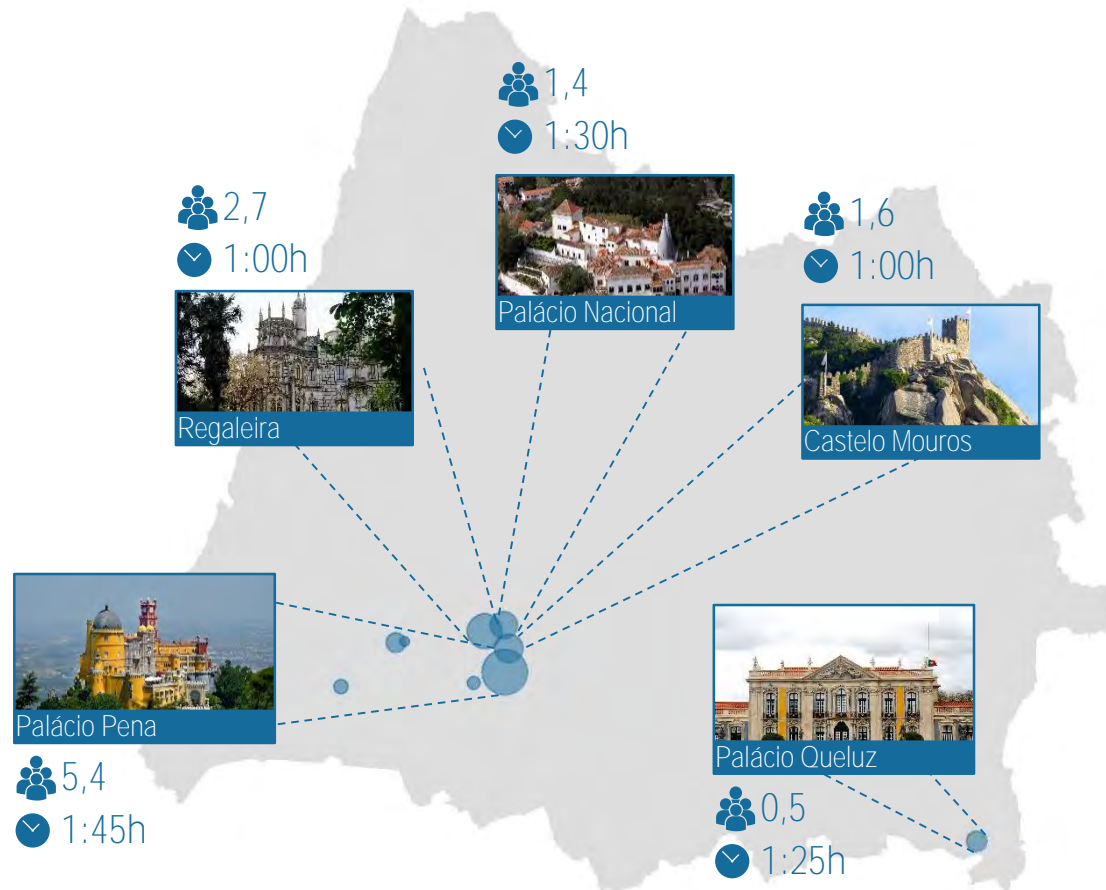 1,4
1:30h
Palácio Nacional
2,7
1:00h
Regaleira
1,6
1:00h
Castelo Mouros
Palácio Pena
5,4
1:45h
Palácio Queluz
0,5
1:25h